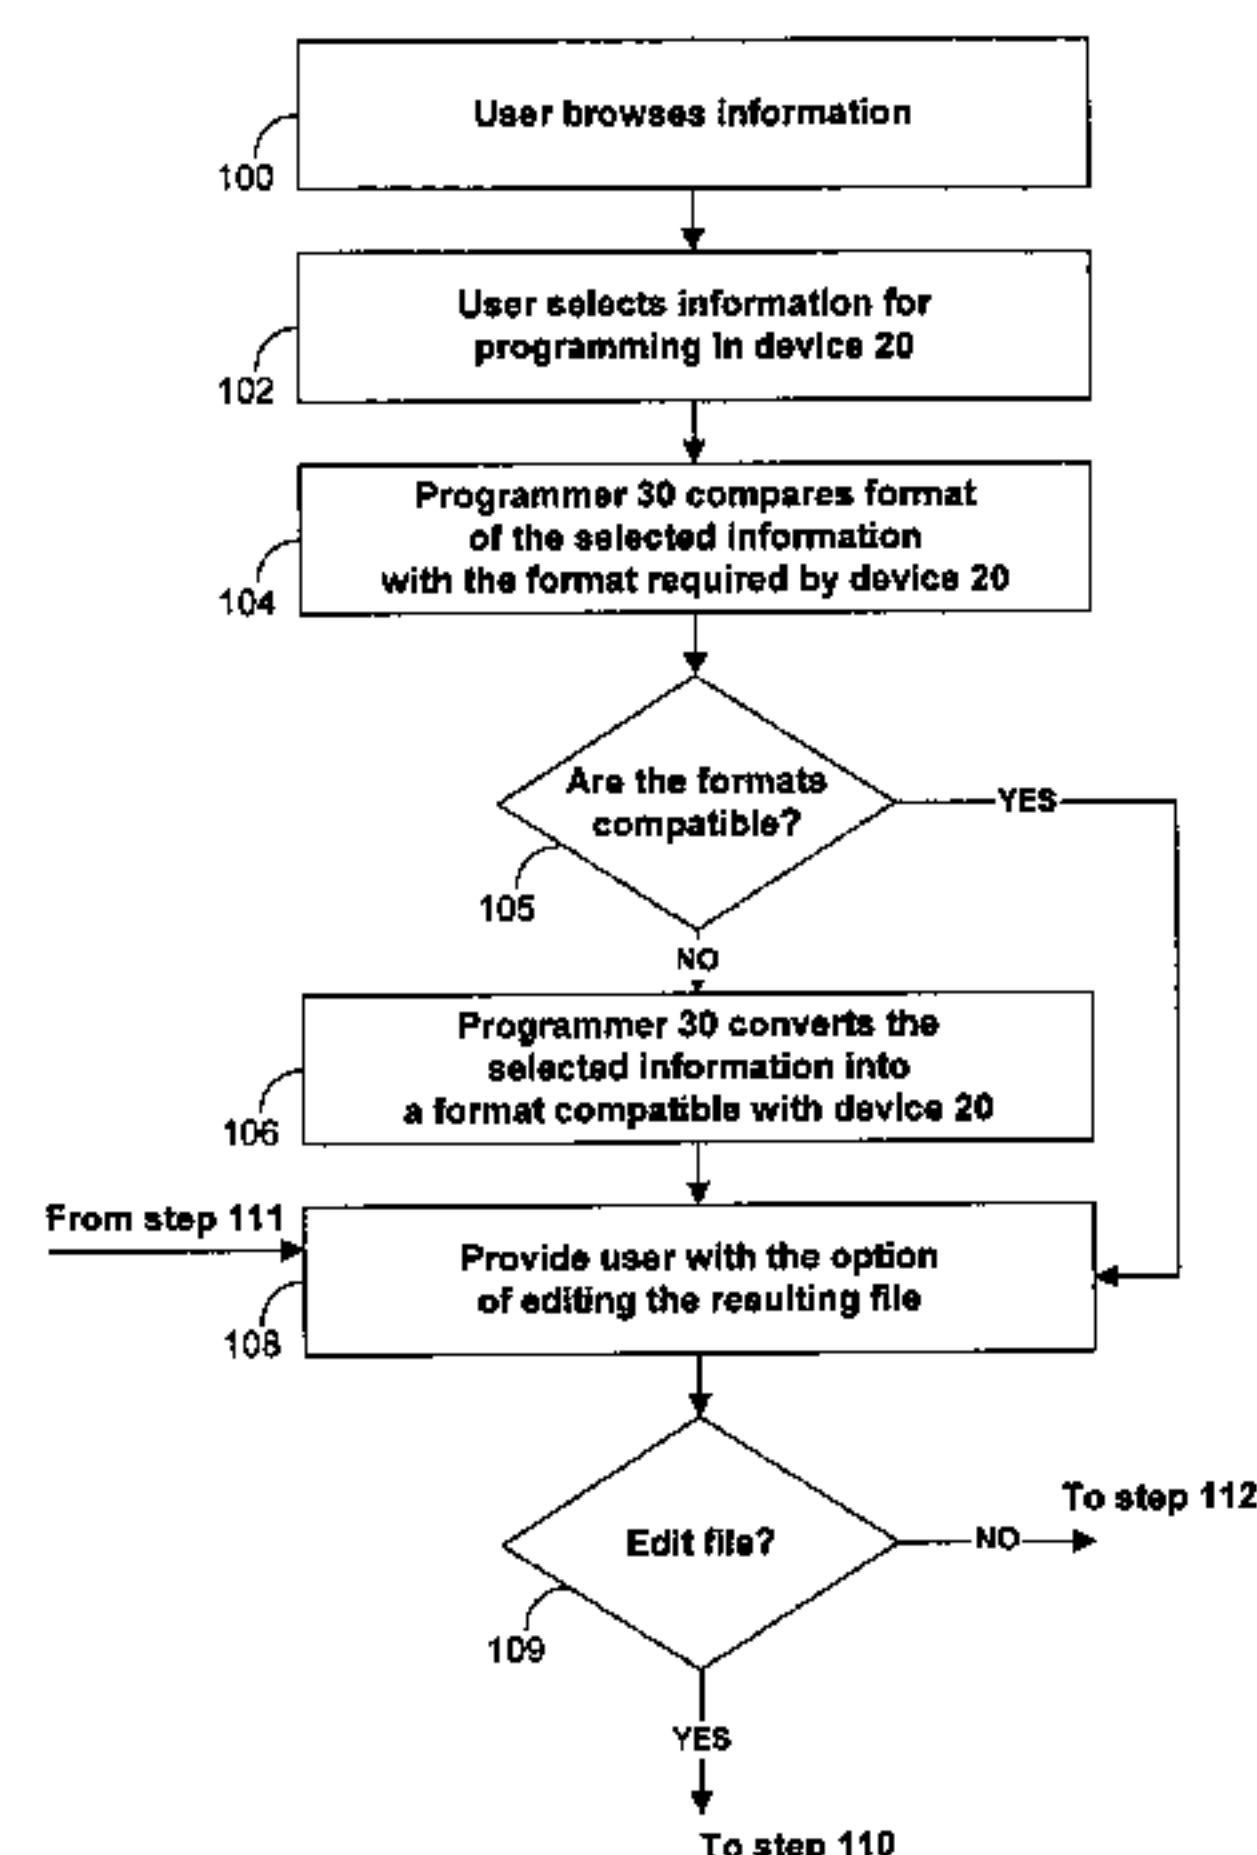 User browses information
100
User selects information for
programming in device 20
102
Programmer 30 compares format
of the selected information
with the format required by device 20
104
Are the formats
compatible?
YES
105
NO
Programmer 30 converts the
selected information into
a format compatible with device 20
106
From step 111
Provide user with the option
of editing the resulting file
108
To step 112
Edit file?
NO
109
YES
To step 110